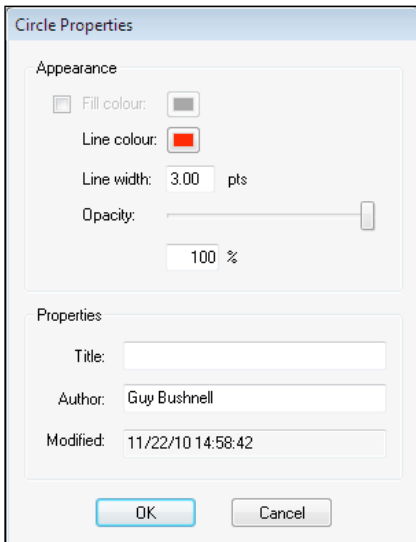 Circle Properties
Appearance
Fill colour:
Line colour:
Line width: 3.00 pts
Opacity:
100 %
Properties
Title:
Author: Guy Bushnell
Modified: 11/22/10 14:58:42
OK Cancel